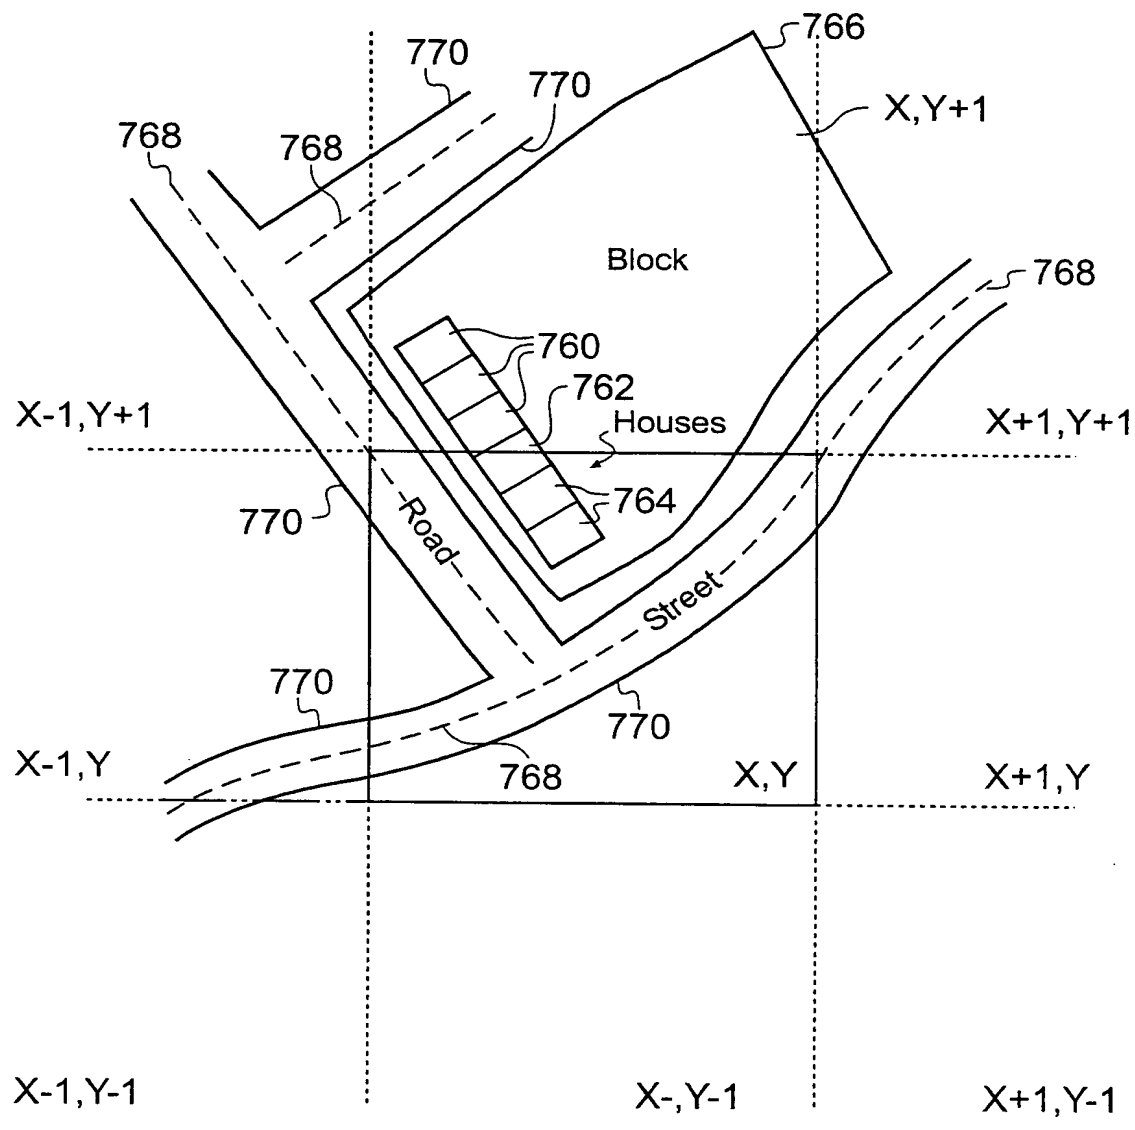 766
770
770
X,Y+1
768
768
Block
768
760
762
Houses
X-1,Y+1
X+1,Y+1
764
770
Road
Street
770
770
X-1,Y
768
X,Y
X+1,Y
X-1,Y-1
X-,Y-1
X+1,Y-1